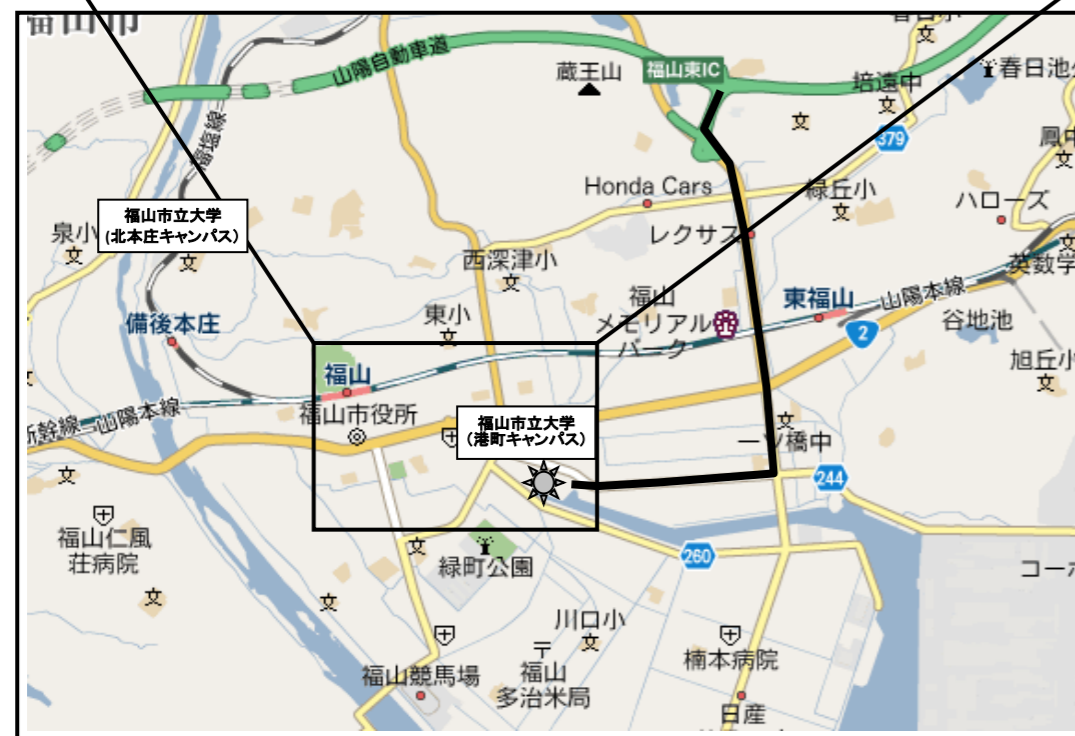 福山市
山陽自動車道
蔵王山
福山東IC
培遠中
春日池
379
福塩線
Honda Cars
緑丘小
ハローズ
鳳中
福山市立大学
(北本庄キャンパス)
泉小
レクサス
西深津小
英数学
備後本庄
東小
福山
メモリアル
パーク
東福山
山陽本線
2
谷地池
旭丘小
福山
新幹線
山陽本線
福山市役所
福山市立大学
(港町キャンパス)
一ツ橋中
244
福山仁風
荘病院
緑町公園
260
川口小
福山競馬場
福山
多治米局
楠本病院
日産